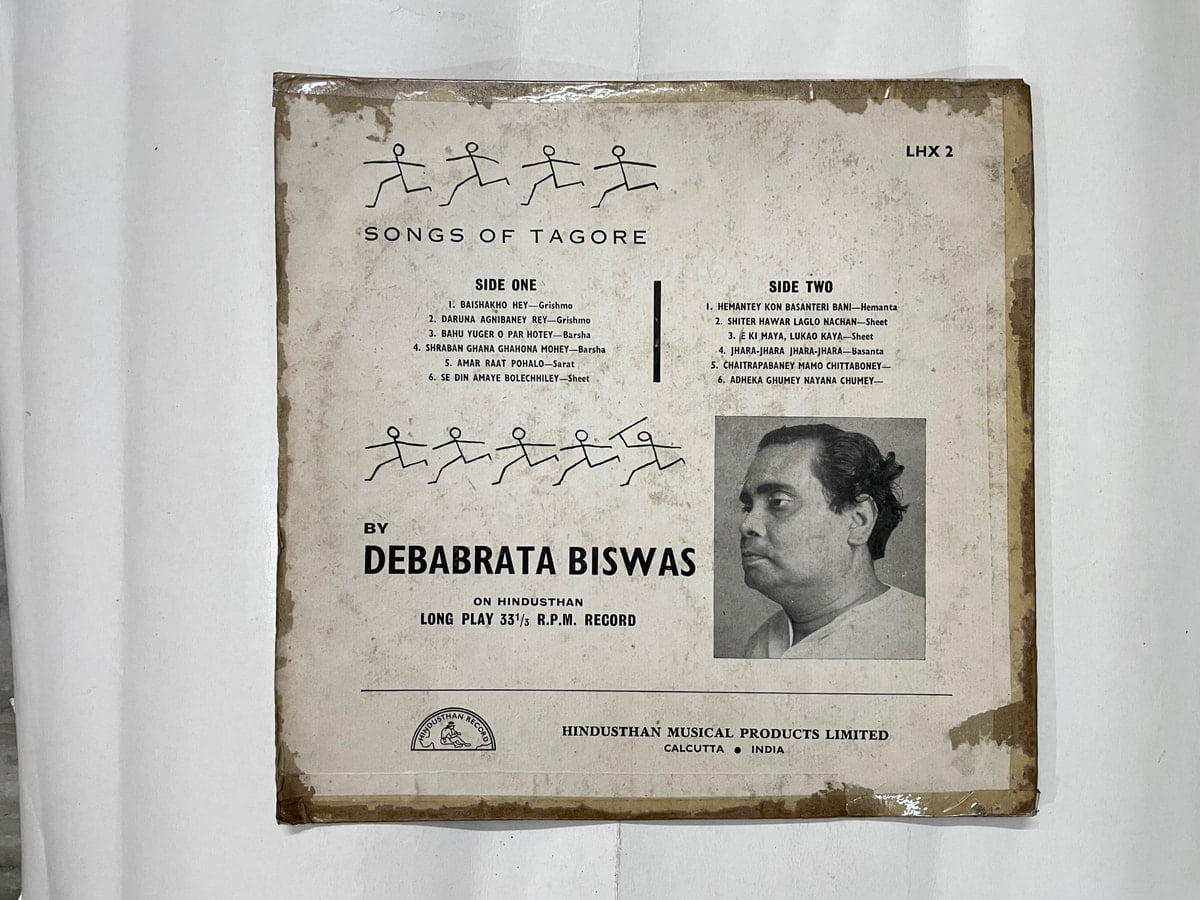 LHX 2
SONGS OF TAGORE
SIDE ONE
1. BAISHAKHO HEY—Grishmo
2. DARUNA AGNIBANEY REY—Grishmo
3. BAHU YUGER O PAR HOTEY—Barsha
4. SHRABAN GHANA GHAHONA MOHEY—Barsha
5. AMAR RAAT POHALO—Sarat
6. SE DIN AMAYE BOLECHHILEY—Sheet
SIDE TWO
1. HEMANTEY KON BASANTERI BANI—Hemanta
2. SHITER HAWAR LAGLO NACHAN—Sheet
3. E KI MAYA, LUKAO KAYA—Sheet
4. JHARA-JHARA JHARA-JHARA—Basanta
5. CHAITRAPABANEY MAMO CHITTABONEY—
6. ADHEKA GHUMEY NAYANA CHUMEY—
BY
DEBABRATA BISWAS
ON HINDUSTHAN
LONG PLAY 33 1/3 R.P.M. RECORD
HINDUSTHAN RECORD
HINDUSTHAN MUSICAL PRODUCTS LIMITED
CALCUTTA ● INDIA